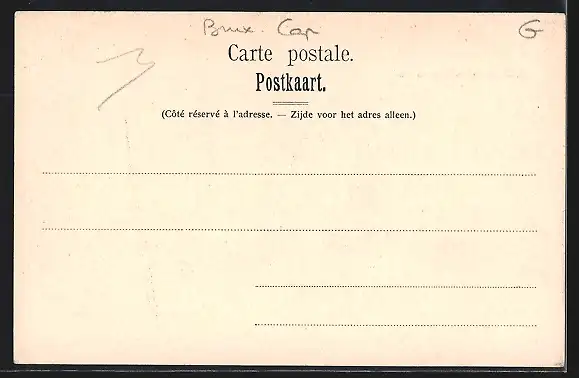 Brux. Cap G
3
Carte postale.
Postkaart.
(Côté réservé à l'adresse. — Zijde voor het adres alleen.)